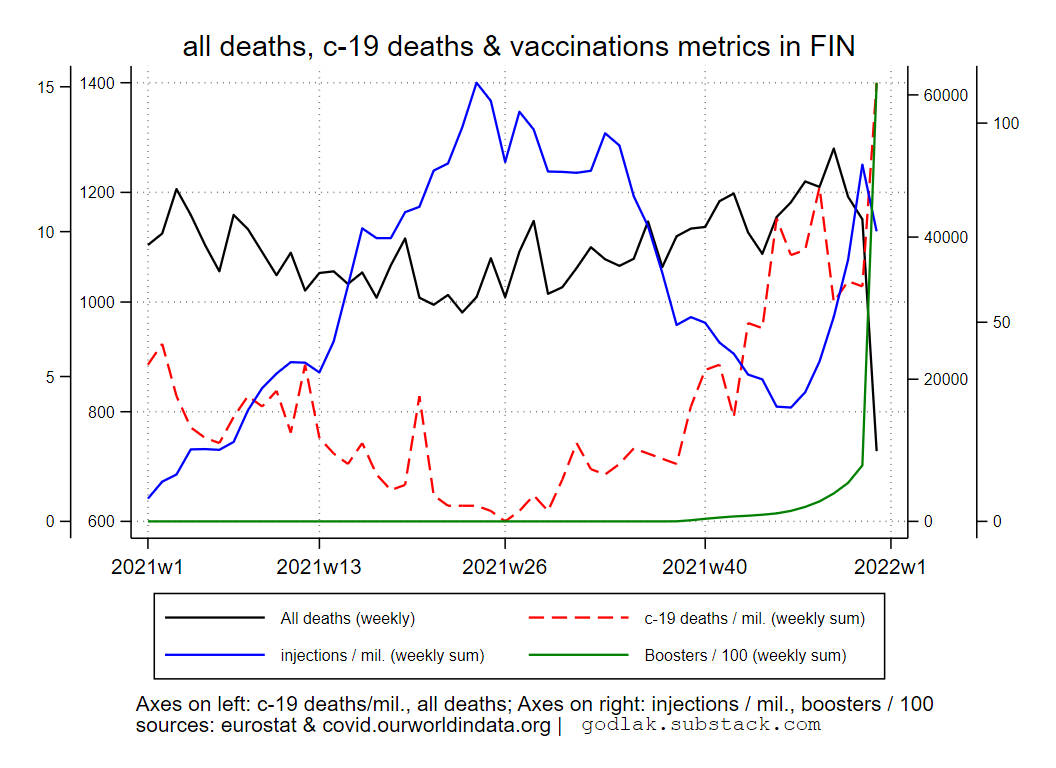 all deaths, c-19 deaths & vaccinations metrics in FIN
15
10
5
0
1400
1200
1000
800
600
60000
40000
20000
0
100
50
0
2021w1 2021w13 2021w26 2021w40 2022w1
All deaths (weekly) c-19 deaths / mil. (weekly sum)
injections / mil. (weekly sum) Boosters / 100 (weekly sum)
Axes on left: c-19 deaths/mil., all deaths; Axes on right: injections / mil., boosters / 100
sources: eurostat & covid.ourworldindata.org | godlak.substack.com